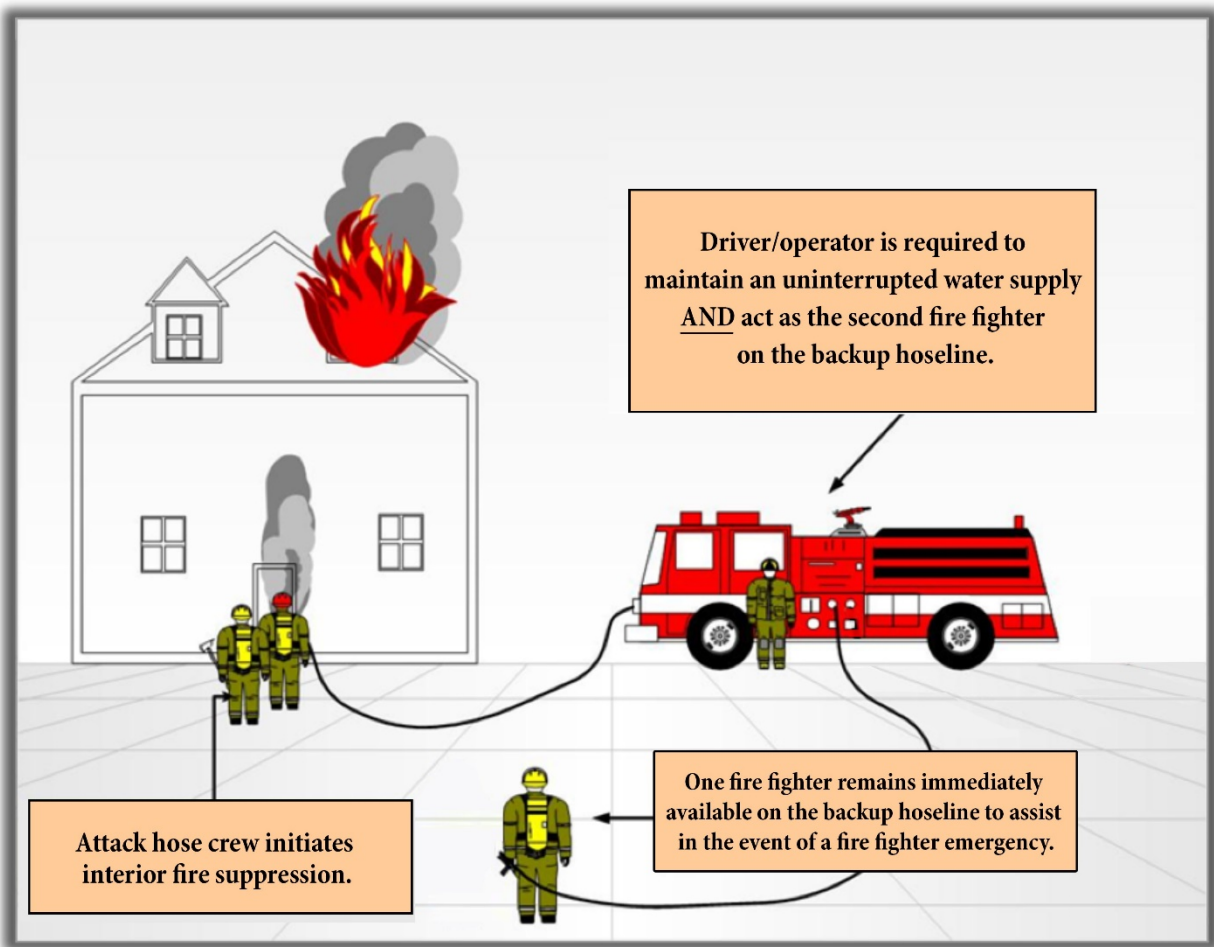 Driver/operator is required to
maintain an uninterrupted water supply
AND act as the second fire fighter
on the backup hoseline.
One fire fighter remains immediately
available on the backup hoseline to assist
in the event of a fire fighter emergency.
Attack hose crew initiates
interior fire suppression.